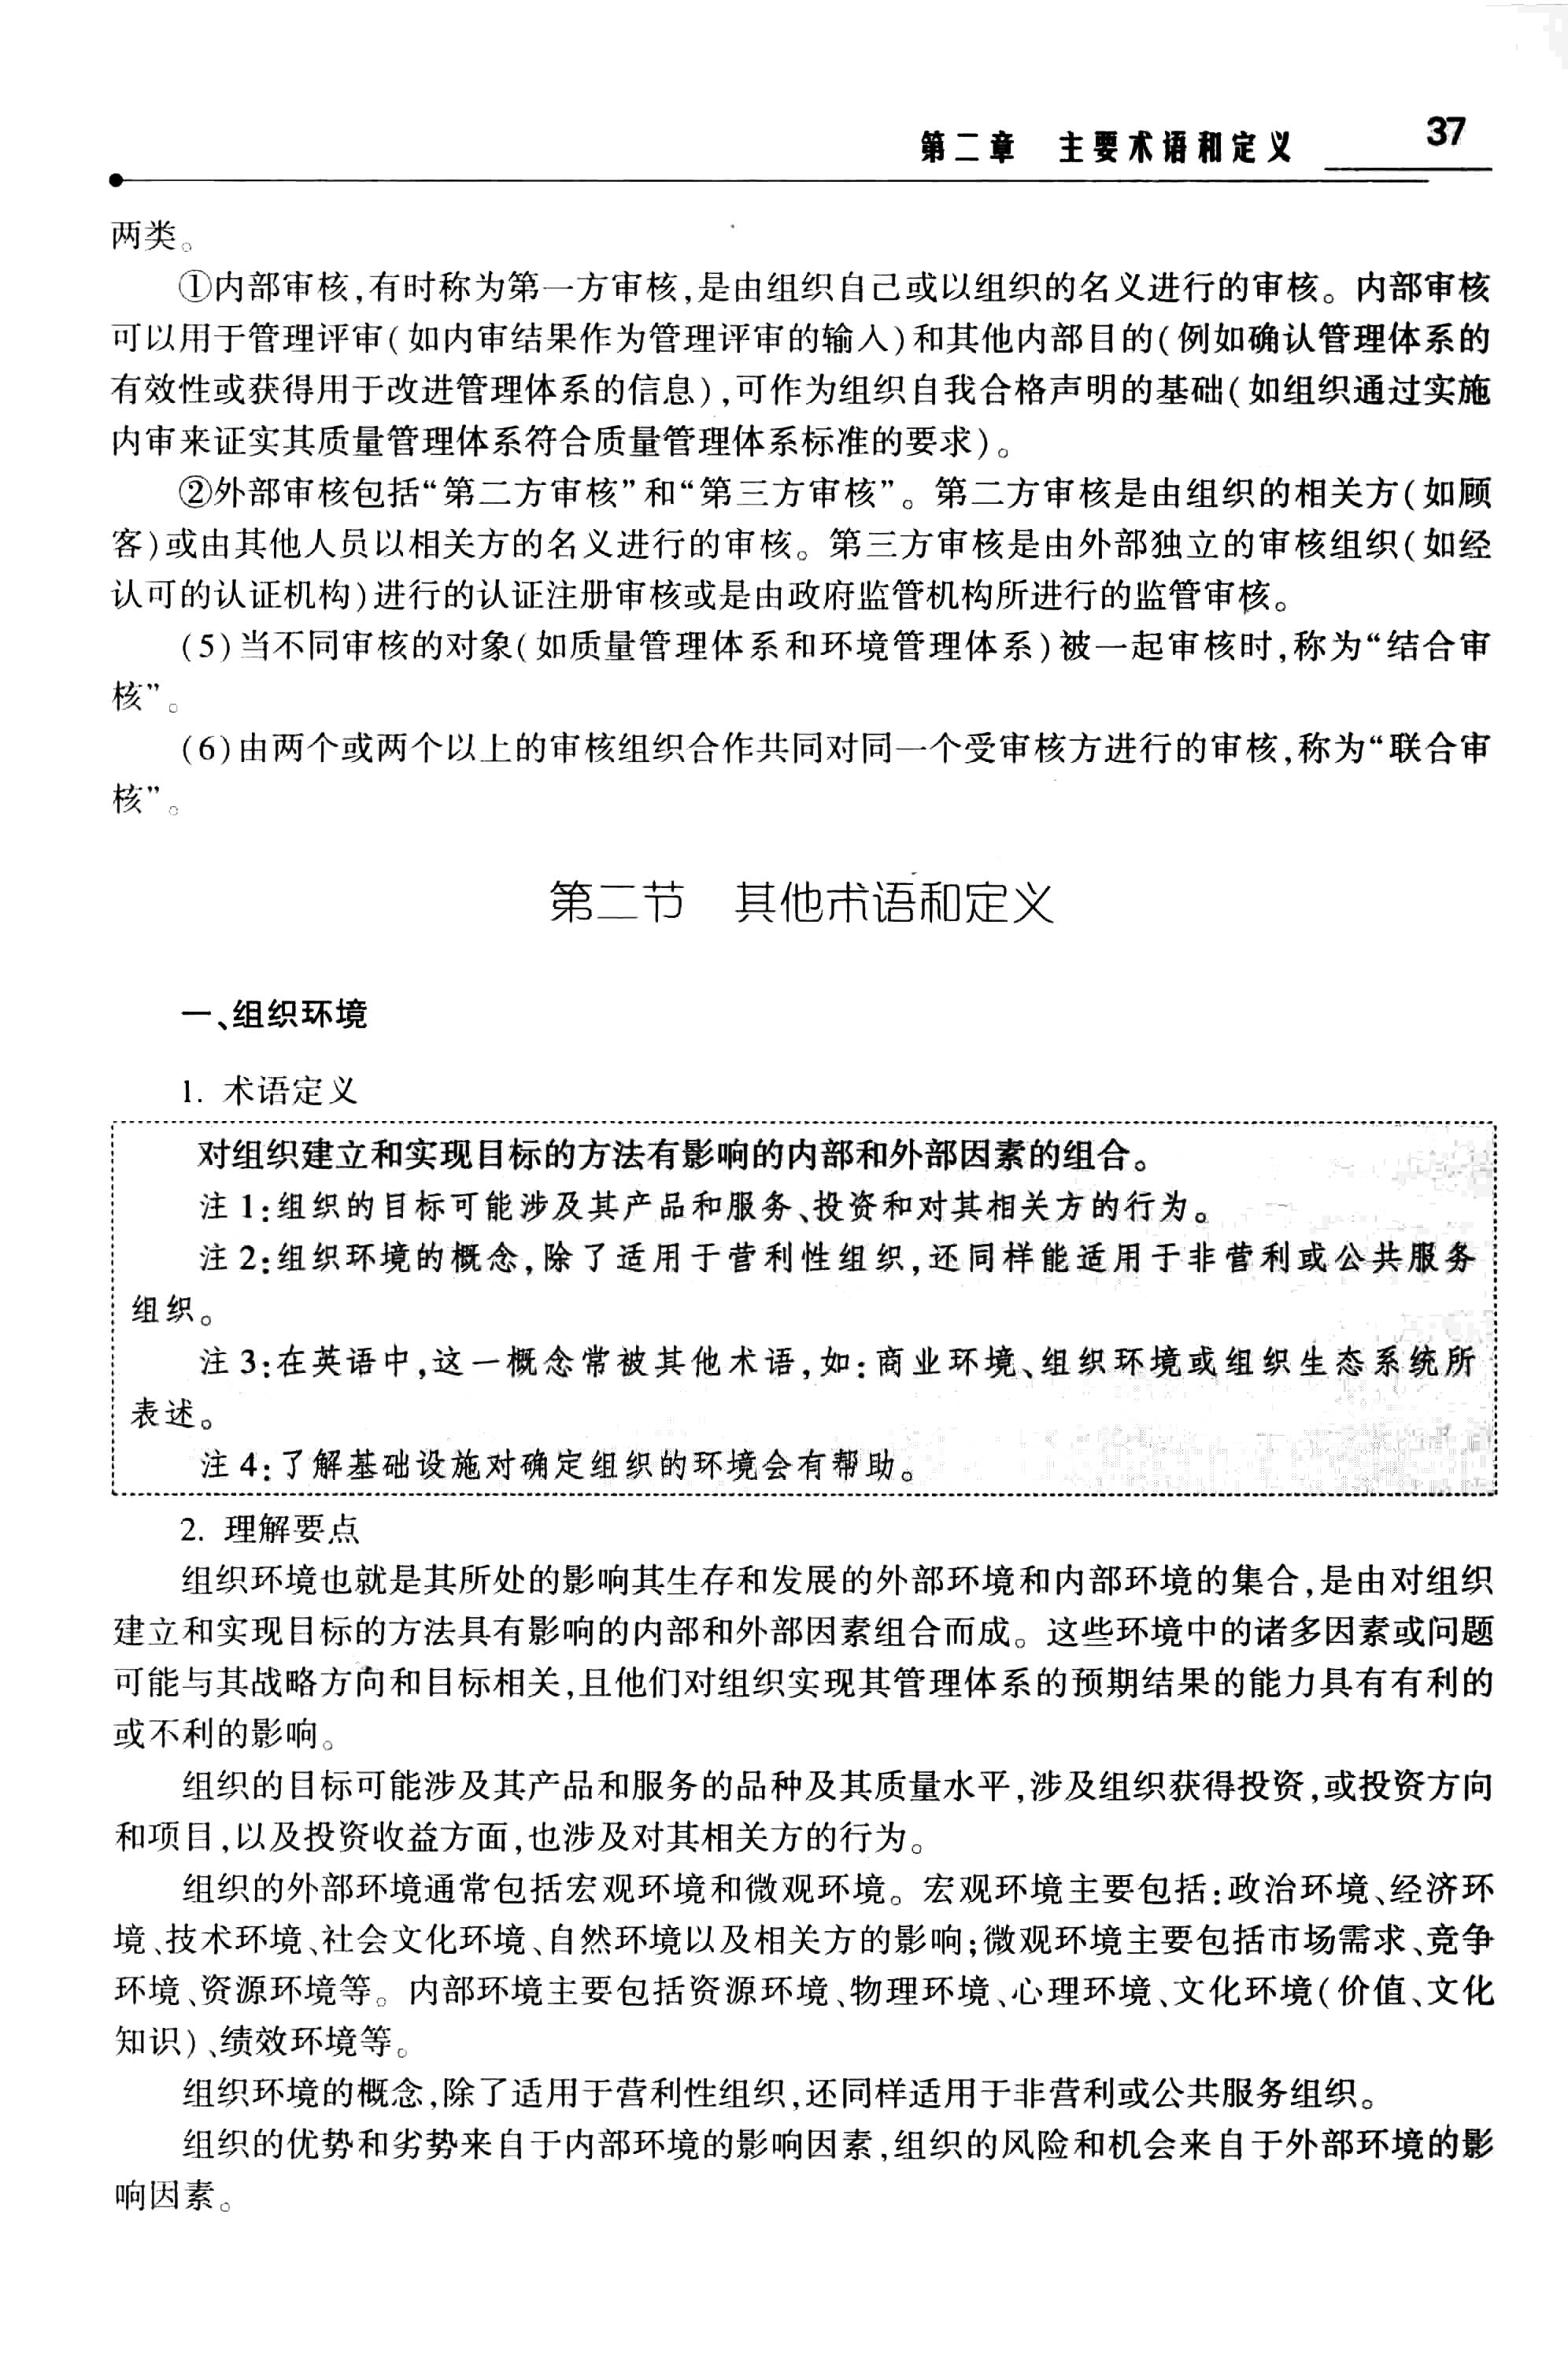 第二章 主要术语和定义 37
两类。
①内部审核,有时称为第一方审核,是由组织自己或以组织的名义进行的审核。内部审核
可以用于管理评审(如内审结果作为管理评审的输入)和其他内部目的(例如确认管理体系的
有效性或获得用于改进管理体系的信息),可作为组织自我合格声明的基础(如组织通过实施
内审来证实其质量管理体系符合质量管理体系标准的要求)。
②外部审核包括“第二方审核”和“第三方审核”。第二方审核是由组织的相关方(如顾
客)或由其他人员以相关方的名义进行的审核。第三方审核是由外部独立的审核组织(如经
认可的认证机构)进行的认证注册审核或是由政府监管机构所进行的监管审核。
(5)当不同审核的对象(如质量管理体系和环境管理体系)被一起审核时,称为“结合审
核”。
(6)由两个或两个以上的审核组织合作共同对同一个受审核方进行的审核,称为“联合审
核”。
第二节 其他术语和定义
一、组织环境
1. 术语定义
对组织建立和实现目标的方法有影响的内部和外部因素的组合。
注 1:组织的目标可能涉及其产品和服务、投资和对其相关方的行为。
注 2:组织环境的概念,除了适用于营利性组织,还同样能适用于非营利或公共服务
组织。
注 3:在英语中,这一概念常被其他术语,如:商业环境、组织环境或组织生态系统所
表述。
注 4:了解基础设施对确定组织的环境会有帮助。
2. 理解要点
组织环境也就是其所处的影响其生存和发展的外部环境和内部环境的集合,是由对组织
建立和实现目标的方法具有影响的内部和外部因素组合而成。这些环境中的诸多因素或问题
可能与其战略方向和目标相关,且他们对组织实现其管理体系的预期结果的能力具有有利的
或不利的影响。
组织的目标可能涉及其产品和服务的品种及其质量水平,涉及组织获得投资,或投资方向
和项目,以及投资收益方面,也涉及对其相关方的行为。
组织的外部环境通常包括宏观环境和微观环境。宏观环境主要包括:政治环境、经济环
境、技术环境、社会文化环境、自然环境以及相关方的影响;微观环境主要包括市场需求、竞争
环境、资源环境等。内部环境主要包括资源环境、物理环境、心理环境、文化环境(价值、文化
知识)、绩效环境等。
组织环境的概念,除了适用于营利性组织,还同样适用于非营利或公共服务组织。
组织的优势和劣势来自于内部环境的影响因素,组织的风险和机会来自于外部环境的影
响因素。